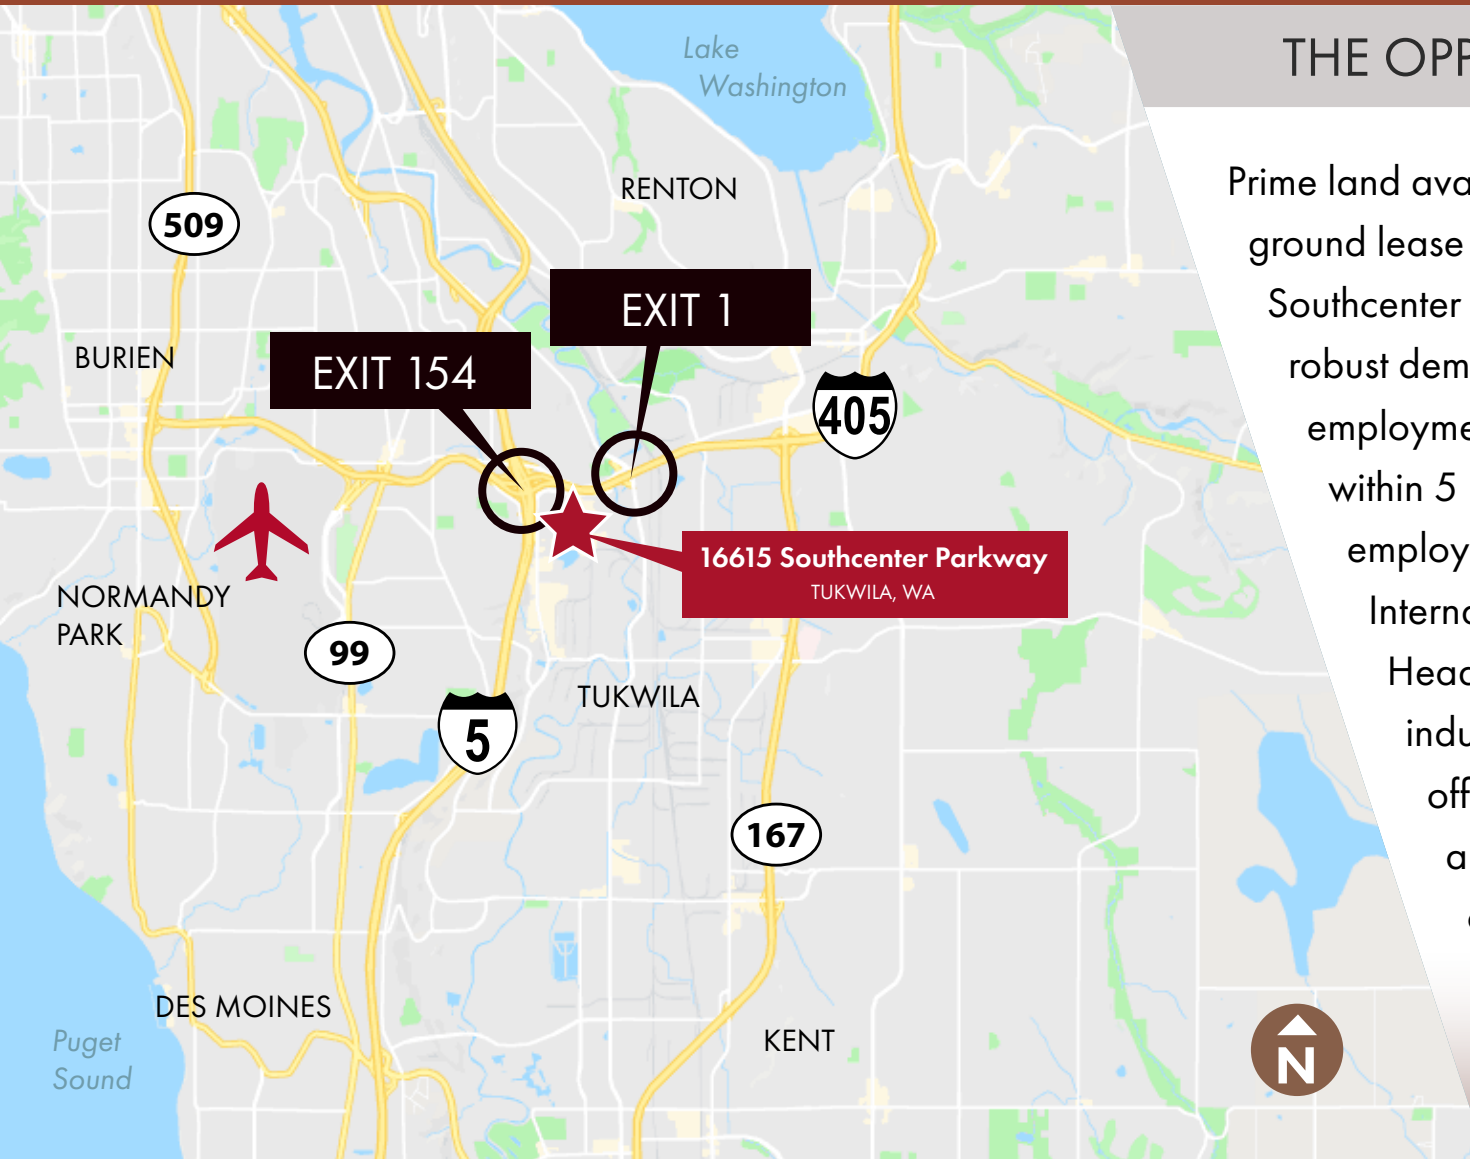 Lake
Washington
RENTON
509
EXIT 1
EXIT 154
BURIEN
405
16615 Southcenter Parkway
TUKWILA, WA
NORMANDY
PARK
99
TUKWILA
5
167
DES MOINES
KENT
Puget
Sound
N
THE OPP
Prime land ava
ground lease
Southcenter
robust dem
employme
within 5
employ
Interna
Head
indu
off
a